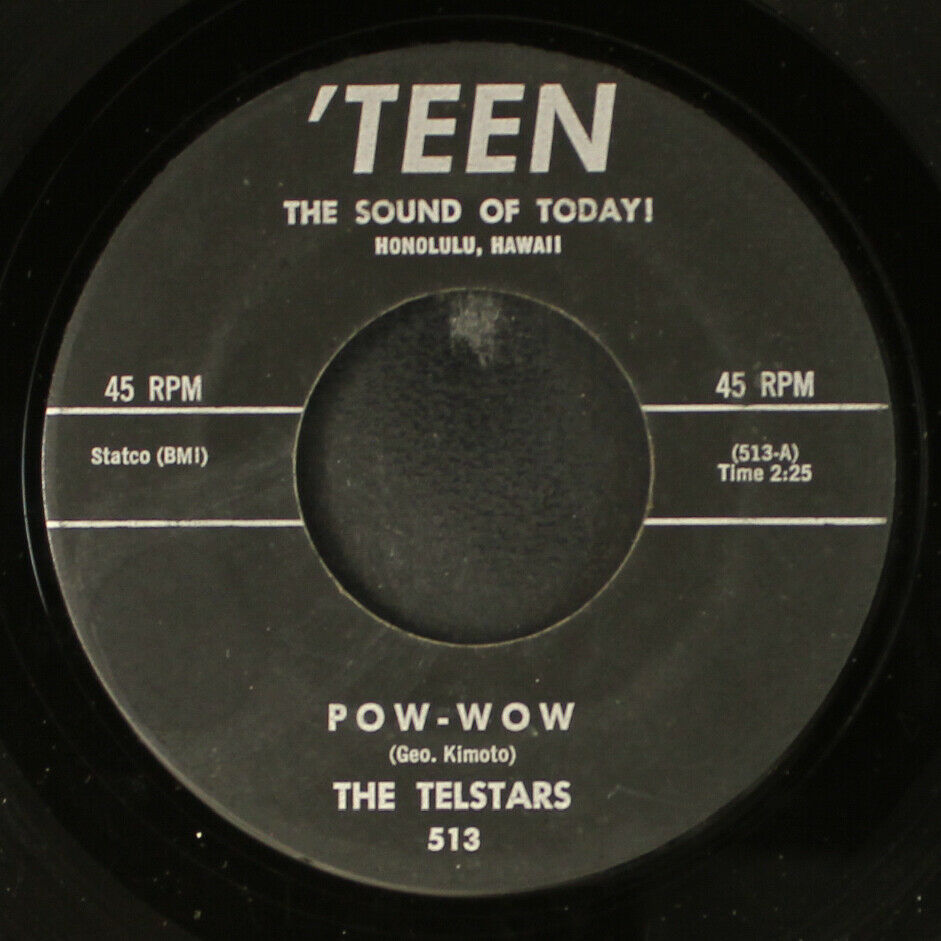 'TEEN
THE SOUND OF TODAY!
HONOLULU, HAWAII
45 RPM
45 RPM
Statco (BMI)
(513-A)
Time 2:25
POW-WOW
(Geo. Kimoto)
THE TELSTARS
513